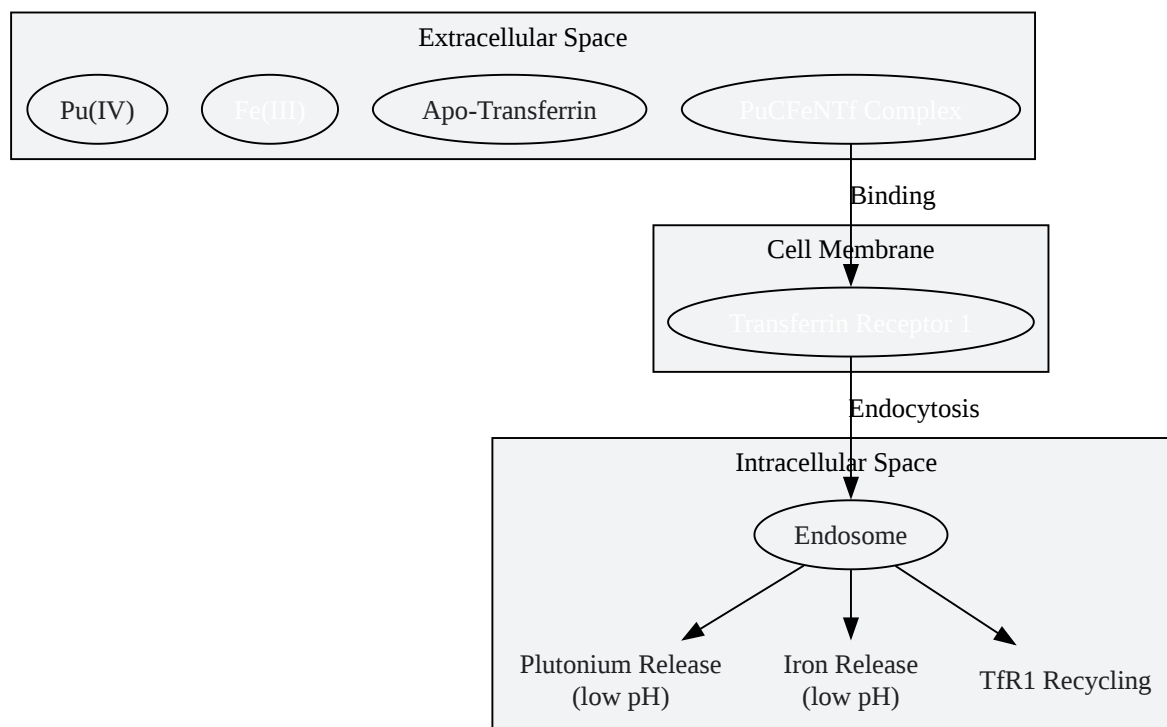 Extracellular Space
Pu(IV)
Fe(III)
Apo-Transferrin
PuCFeNTf Complex
Binding
Cell Membrane
Transferrin Receptor 1
Endocytosis
Intracellular Space
Endosome
Plutonium Release
(low pH)
Iron Release
(low pH)
TfR1 Recycling